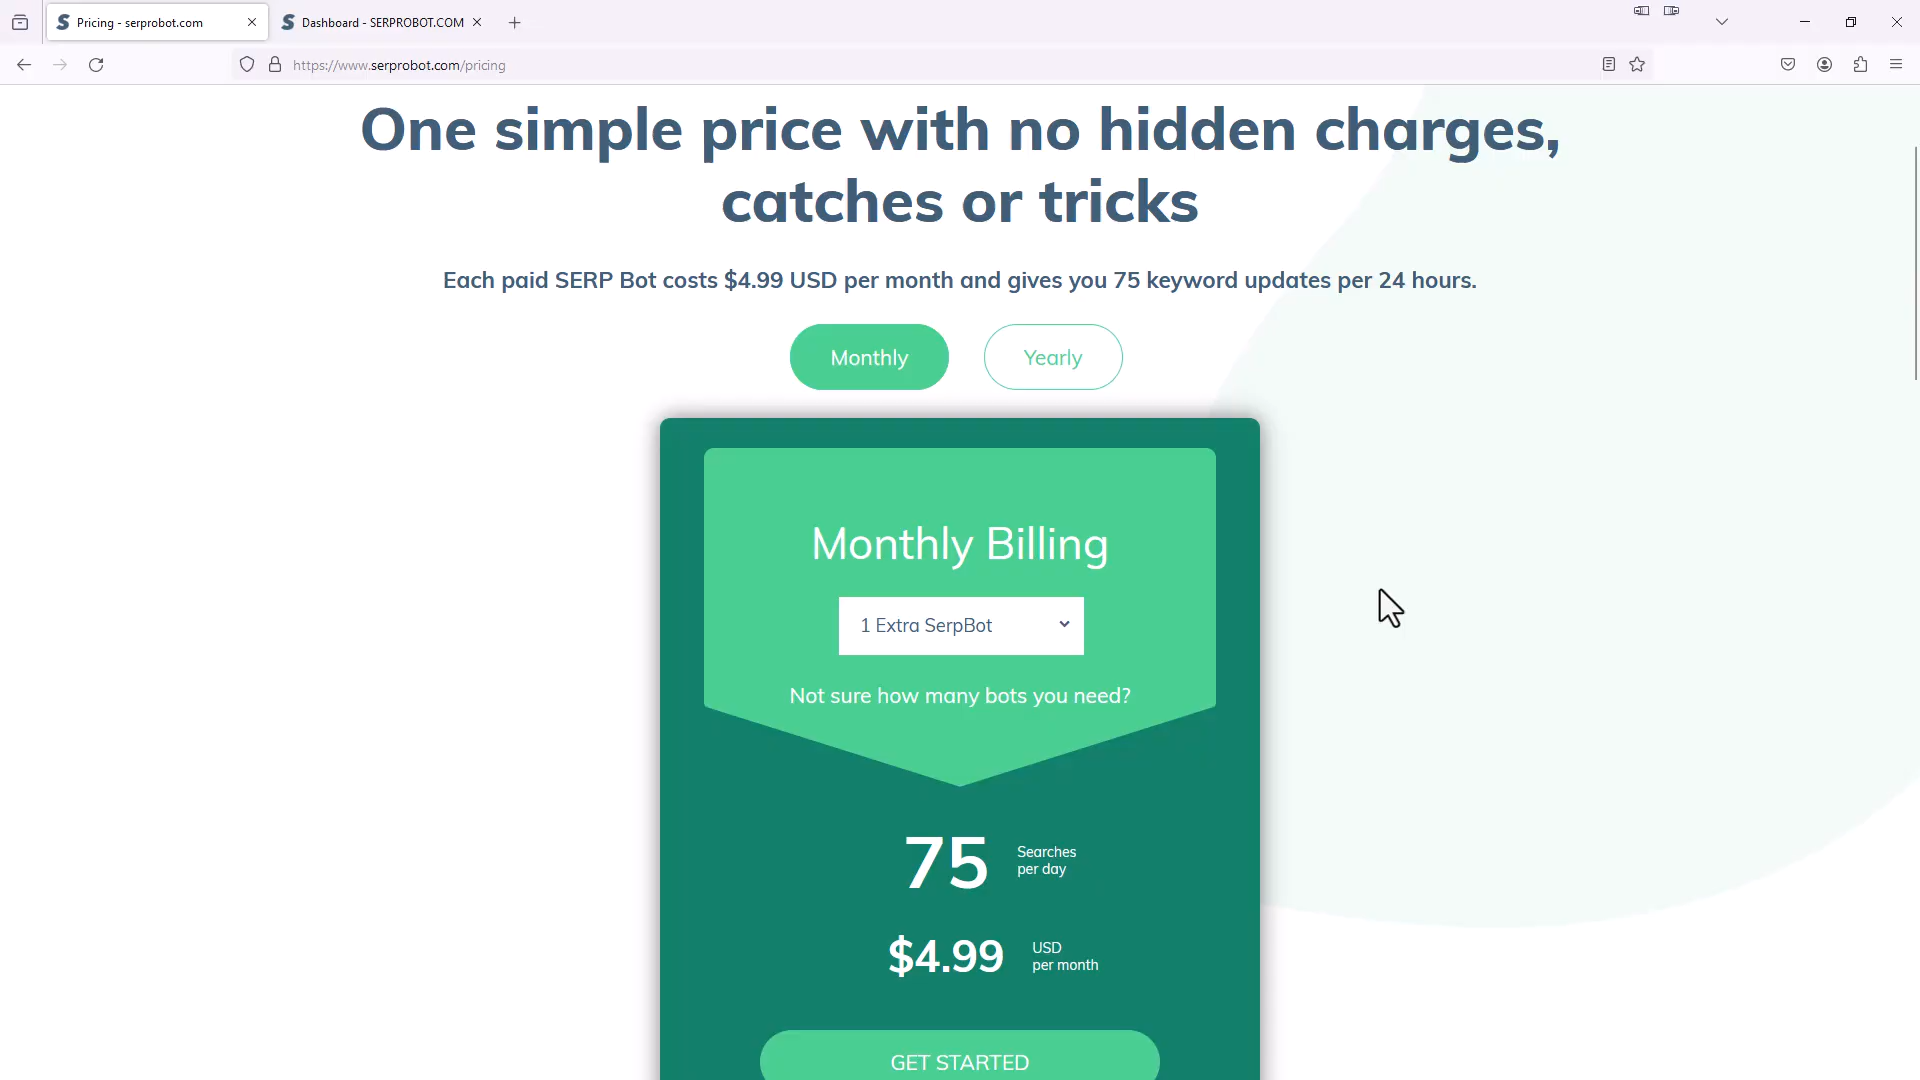 Pricing - serprobot.com
Dashboard - SERPROBOT.COM
https://www.serprobot.com/pricing
One simple price with no hidden charges,
catches or tricks
Each paid SERP Bot costs $4.99 USD per month and gives you 75 keyword updates per 24 hours.
Monthly
Yearly
Monthly Billing
1 Extra SerpBot
Not sure how many bots you need?
75
Searches
per day
$4.99
USD
per month
GET STARTED